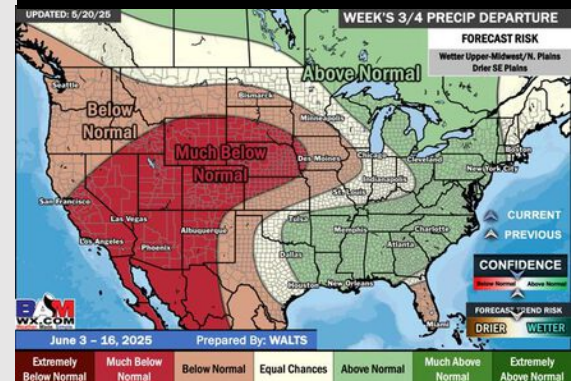 UPDATED: 5/20/25
WEEK'S 3/4 PRECIP DEPARTURE
FORECAST RISK
Wetter Upper-Midwest/N. Plains
Drier SE Plains
Above Normal
Seattle
Bismarck
Below
Normal
Minneapolis
Boston
Much Below
Normal
Des Moines
Chicago
Cleveland
New York City
Indianapolis
San Francisco
St. Louis
Las Vegas
Tulsa
Charlotte
CURRENT
Los Angeles
Albuquerque
Memphis
PREVIOUS
Phoenix
Atlanta
Dallas
CONFIDENCE
Below Normal
Above Normal
Houston
New Orleans
FORECAST TREND RISK
BAM
WX.COM
Miami
DRIER
WETTER
June 3 – 16, 2025
Prepared By: WALTS
Extremely
Below Normal
Much Below
Normal
Below Normal
Equal Chances
Above Normal
Much Above
Normal
Extremely
Above Normal